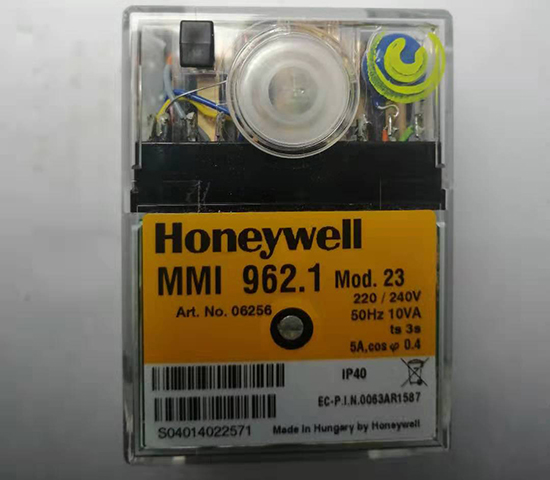 Honeywell
MMI 962.1 Mod. 23
Art. No. 06256
220 / 240V
50Hz 10VA
ts 3s
5A,cos φ 0.4
IP40
EC-P.I.N.0063AR1587
S04014022571
Made in Hungary by Honeywell